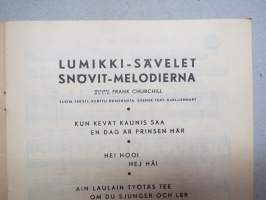 LUMIKKI-SÄVELET
SNÖVIT-MELODIERNA
FRANK CHURCHILL
KUN KEVÄT KAUNIS SAA
EN DAG ÄR PRINSEN HÄR
HEI HOO!
HEJ HÅ!
AIN LAULAIN TYÖTÄS TEE
OM DU SJUNGER OCH LER